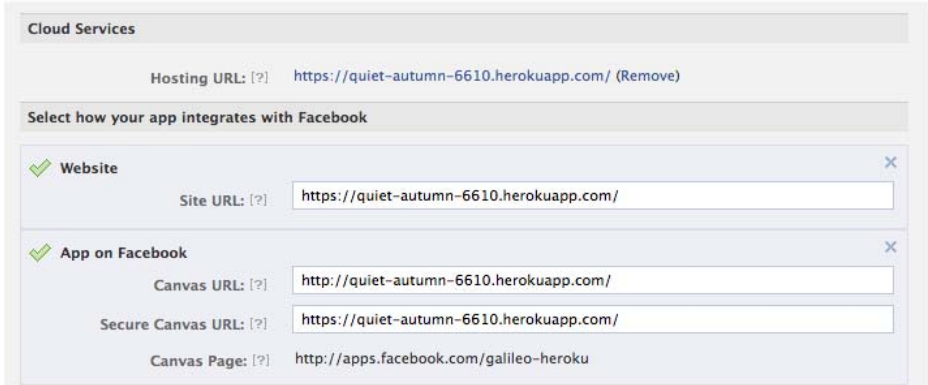 Cloud Services
Hosting URL: [?] https://quiet-autumn-6610.herokuapp.com/ (Remove)
Select how your app integrates with Facebook
Website
Site URL: [?] https://quiet-autumn-6610.herokuapp.com/
App on Facebook
Canvas URL: [?] http://quiet-autumn-6610.herokuapp.com/
Secure Canvas URL: [?] https://quiet-autumn-6610.herokuapp.com/
Canvas Page: [?] http://apps.facebook.com/galileo-heroku